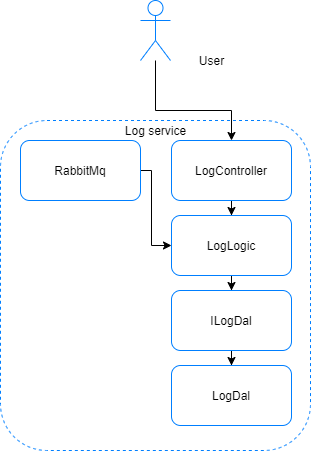 User
Log service
RabbitMq
LogController
LogLogic
ILogDal
LogDal